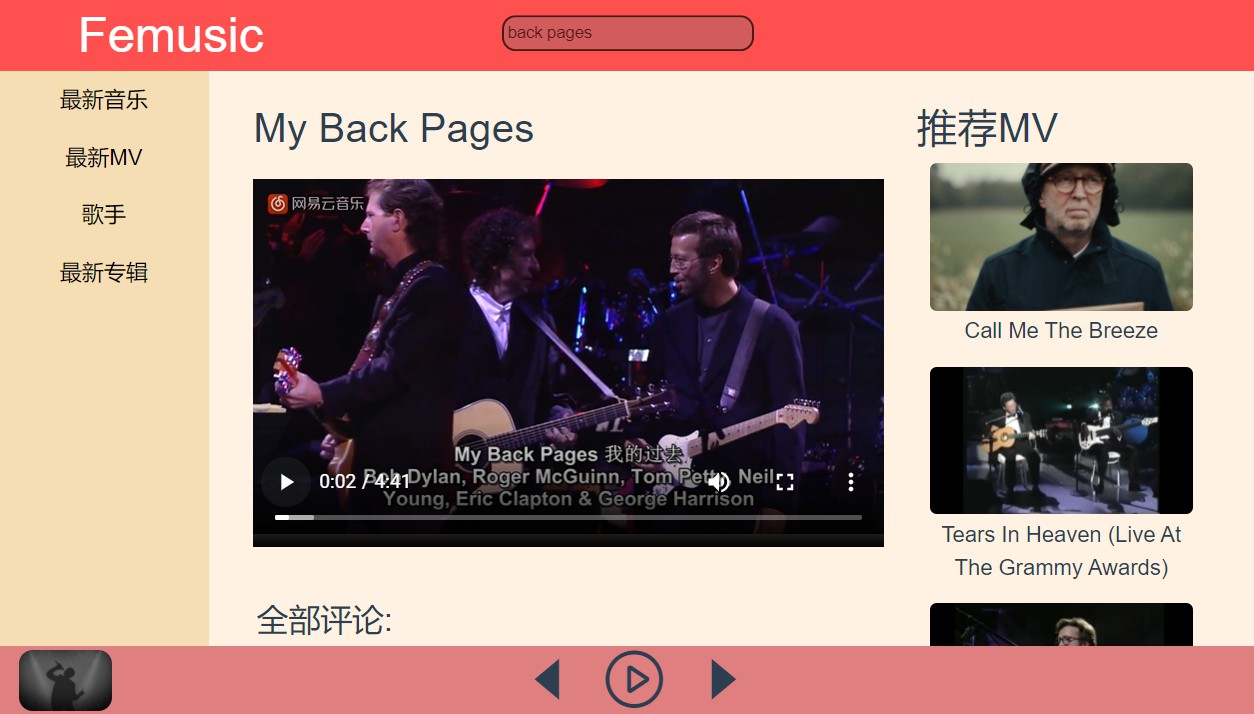 Femusic
back pages
最新音乐
最新MV
歌手
最新专辑
My Back Pages
网易云音乐
My Back Pages 我的过去
Bob Dylan, Roger McGuinn, Tom Petty, Neil
Young, Eric Clapton & George Harrison
0:02 / 4:41
全部评论:
推荐MV
Call Me The Breeze
Tears In Heaven (Live At
The Grammy Awards)